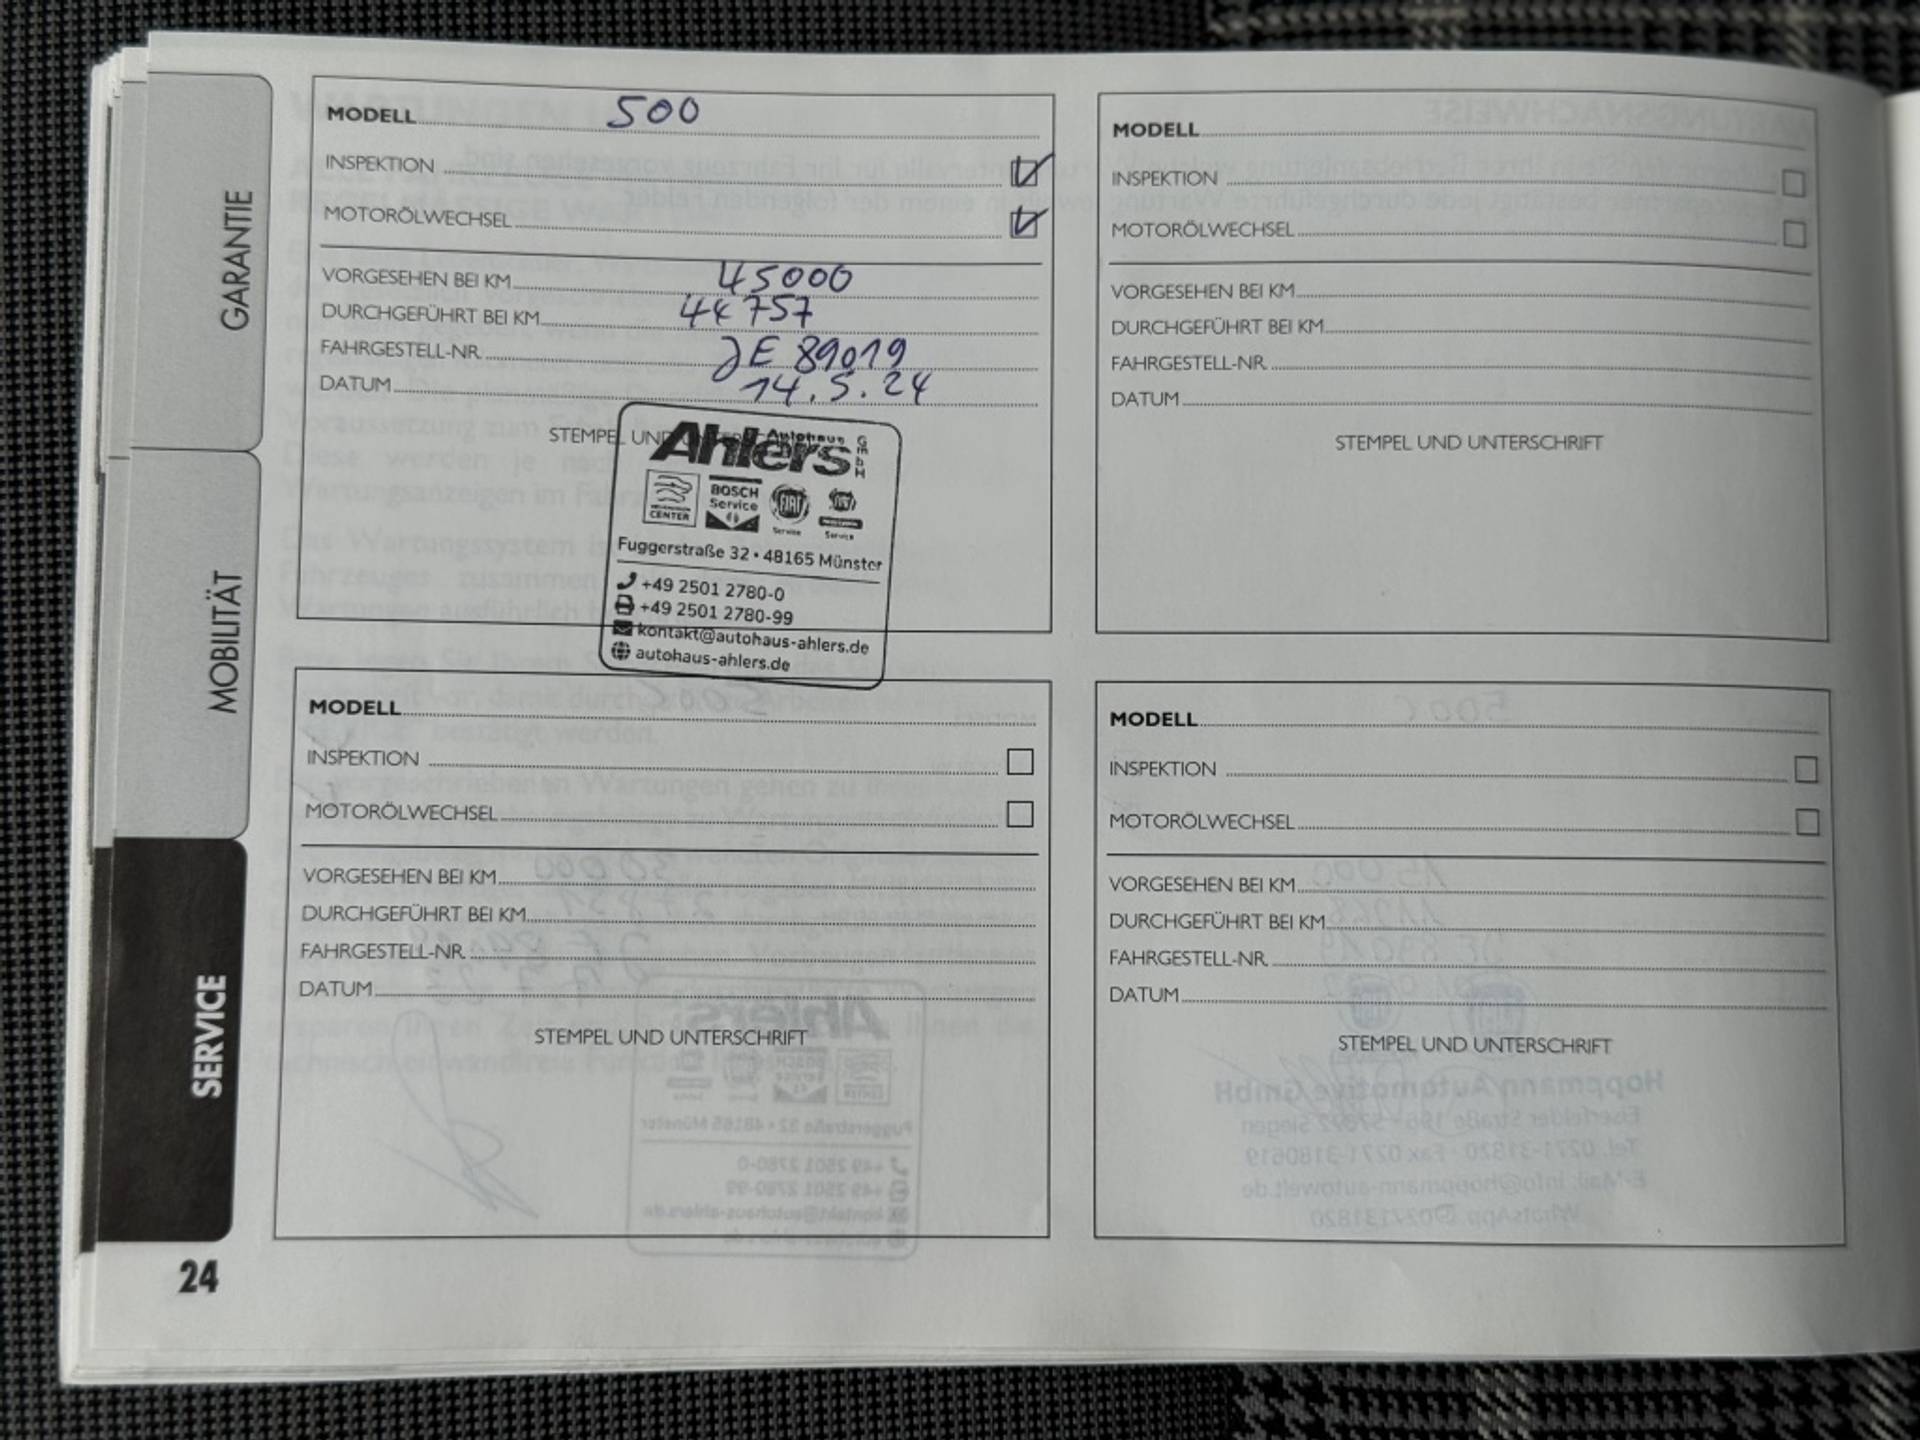 GARANTIE
MOBILITÄT
SERVICE
MODELL 500
INSPEKTION
MOTORÖLWECHSEL
VORGESEHEN BEI KM 45000
DURCHGEFÜHRT BEI KM 44757
FAHRGESTELL-NR. JE 89019
DATUM 14.5.24
STEMPEL UND
Autohaus
Ahlers
GmbH
CENTER
BOSCH
Service
FIAT
Service
Service
Fuggerstraße 32 • 48165 Münster
+49 2501 2780-0
+49 2501 2780-99
kontakt@autohaus-ahlers.de
autohaus-ahlers.de
MODELL
INSPEKTION
MOTORÖLWECHSEL
VORGESEHEN BEI KM
DURCHGEFÜHRT BEI KM
FAHRGESTELL-NR.
DATUM
STEMPEL UND UNTERSCHRIFT
MODELL
INSPEKTION
MOTORÖLWECHSEL
VORGESEHEN BEI KM
DURCHGEFÜHRT BEI KM
FAHRGESTELL-NR.
DATUM
STEMPEL UND UNTERSCHRIFT
MODELL
INSPEKTION
MOTORÖLWECHSEL
VORGESEHEN BEI KM
DURCHGEFÜHRT BEI KM
FAHRGESTELL-NR.
DATUM
STEMPEL UND UNTERSCHRIFT
24